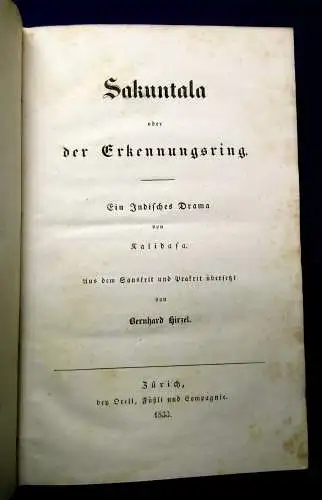 Sakuntala
oder
der Erkennungsring.
Ein Indisches Drama
von
Kalidasa.
Aus dem Sanskrit und Prakrit übersetzt
von
Bernhard Hirzel.
Zürich,
bey Orell, Füßli und Compagnie.
1833.